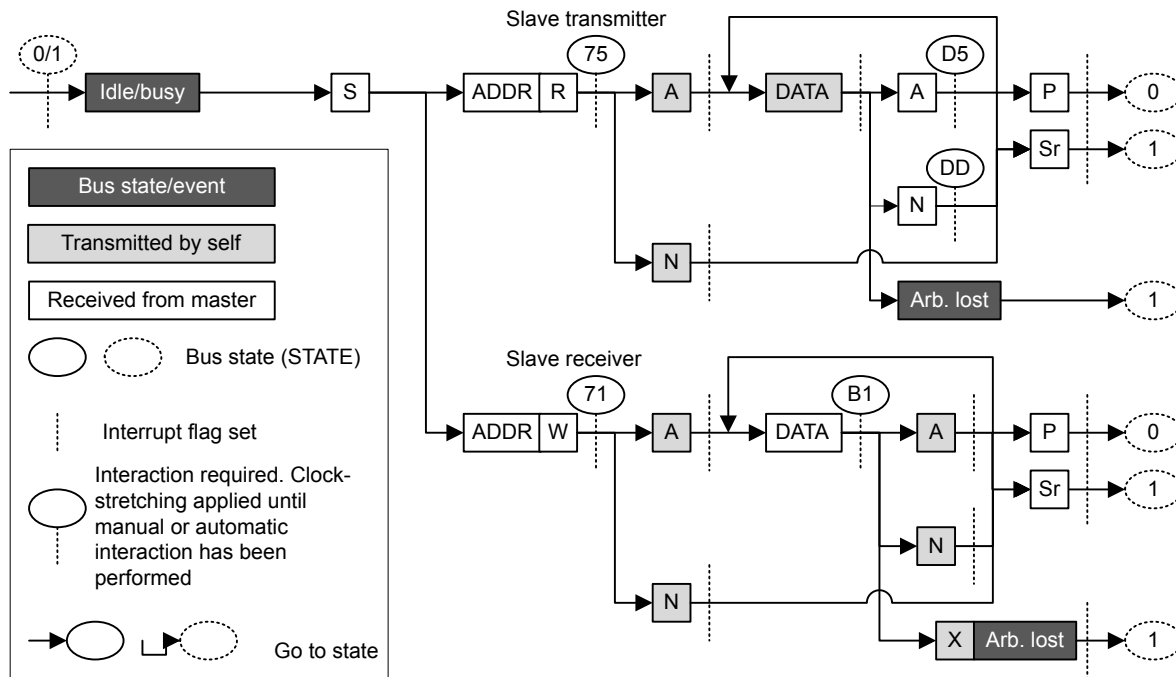 Slave transmitter
0/1
75
D5
Idle/busy
S
ADDR R
A
DATA
A
P
0
Sr
1
DD
N
N
Arb. lost
1
Bus state/event
Transmitted by self
Received from master
Bus state (STATE)
Interrupt flag set
Interaction required. Clock-
stretching applied until
manual or automatic
interaction has been
performed
Go to state
Slave receiver
71
B1
ADDR W
A
DATA
A
P
0
Sr
1
N
N
X Arb. lost
1